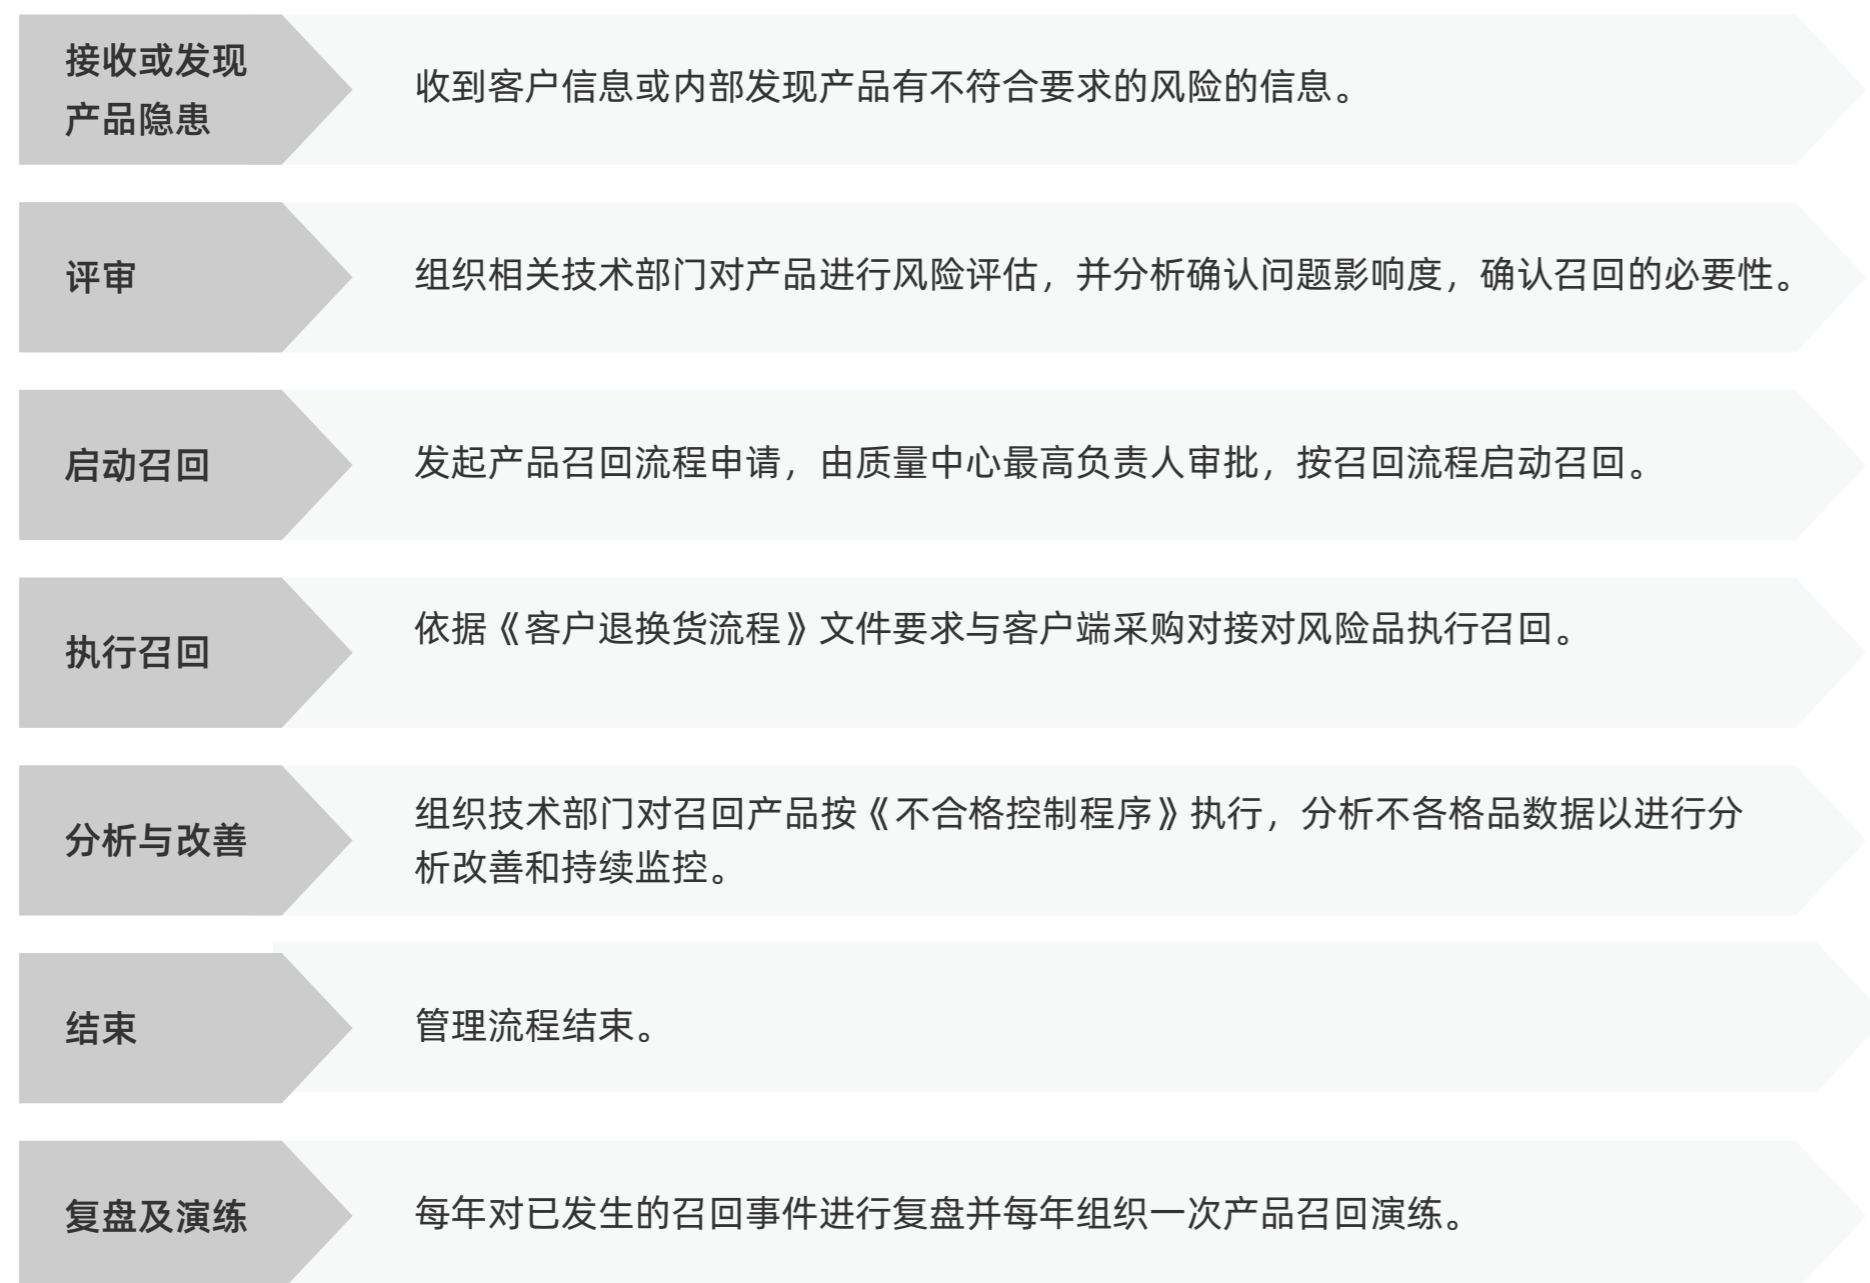 接收或发现
产品隐患
收到客户信息或内部发现产品有不符合要求的风险的信息。
评审
组织相关技术部门对产品进行风险评估，并分析确认问题影响度，确认召回的必要性。
启动召回
发起产品召回流程申请，由质量中心最高负责人审批，按召回流程启动召回。
执行召回
依据《客户退换货流程》文件要求与客户端采购对接对风险品执行召回。
分析与改善
组织技术部门对召回产品按《不合格控制程序》执行，分析不各格品数据以进行分
析改善和持续监控。
结束
管理流程结束。
复盘及演练
每年对已发生的召回事件进行复盘并每年组织一次产品召回演练。